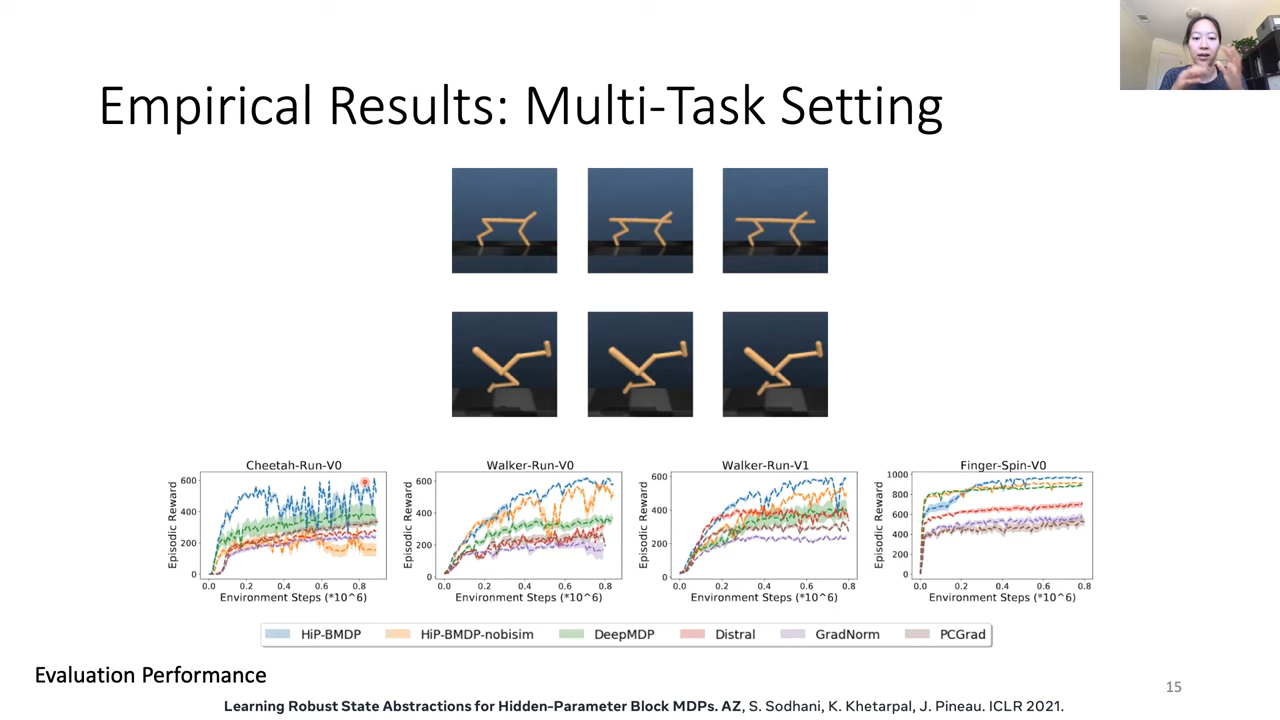 Empirical Results: Multi-Task Setting
Cheetah-Run-V0
Episodic Reward
600
400
200
0
0.0 0.2 0.4 0.6 0.8
Environment Steps (*10^6)
Walker-Run-V0
Episodic Reward
600
400
200
0
0.0 0.2 0.4 0.6 0.8
Environment Steps (*10^6)
Walker-Run-V1
Episodic Reward
600
400
200
0
0.0 0.2 0.4 0.6 0.8
Environment Steps (*10^6)
Finger-Spin-V0
Episodic Reward
1000
800
600
400
200
0
0.0 0.2 0.4 0.6 0.8
Environment Steps (*10^6)
HiP-BMDP HiP-BMDP-nobisim DeepMDP Distral GradNorm PCGrad
Evaluation Performance
15
Learning Robust State Abstractions for Hidden-Parameter Block MDPs. AZ, S. Sodhani, K. Khetarpal, J. Pineau. ICLR 2021.